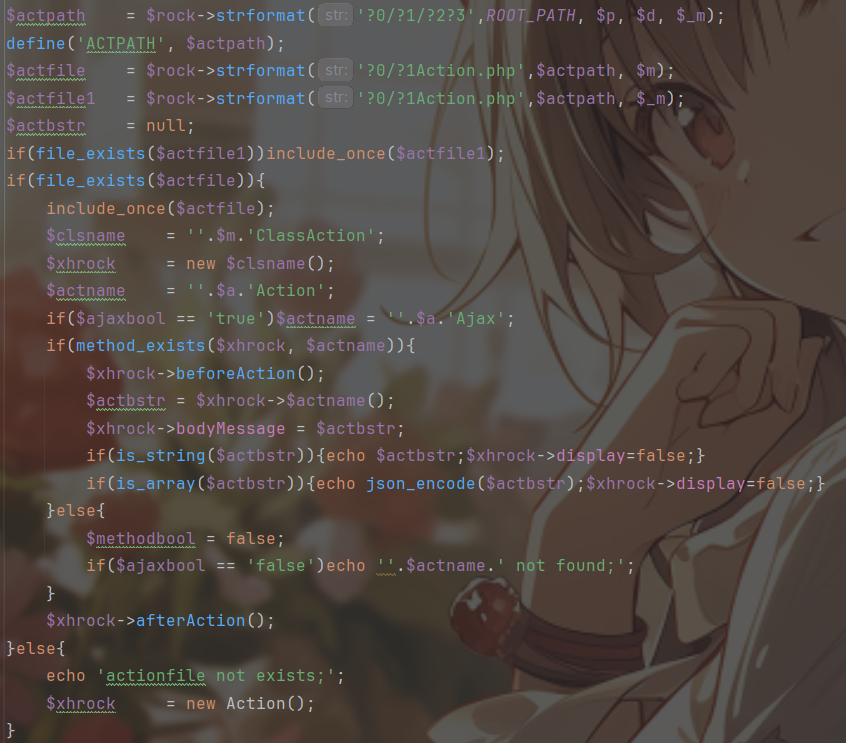 $actpath    = $rock->strformat( str: '?0/?1/?2?3',ROOT_PATH, $p, $d, $_m);
define('ACTPATH', $actpath);
$actfile    = $rock->strformat( str: '?0/?1Action.php',$actpath, $m);
$actfile1   = $rock->strformat( str: '?0/?1Action.php',$actpath, $_m);
$actbstr    = null;
if(file_exists($actfile1))include_once($actfile1);
if(file_exists($actfile)){
    include_once($actfile);
    $clsname    = ''.$m.'ClassAction';
    $xhrock     = new $clsname();
    $actname    = ''.$a.'Action';
    if($ajaxbool == 'true')$actname = ''.$a.'Ajax';
    if(method_exists($xhrock, $actname)){
        $xhrock->beforeAction();
        $actbstr = $xhrock->$actname();
        $xhrock->bodyMessage = $actbstr;
        if(is_string($actbstr)){echo $actbstr;$xhrock->display=false;}
        if(is_array($actbstr)){echo json_encode($actbstr);$xhrock->display=false;}
    }else{
        $methodbool = false;
        if($ajaxbool == 'false')echo ''.$actname.' not found;';
    }
    $xhrock->afterAction();
}else{
    echo 'actionfile not exists;';
    $xhrock     = new Action();
}